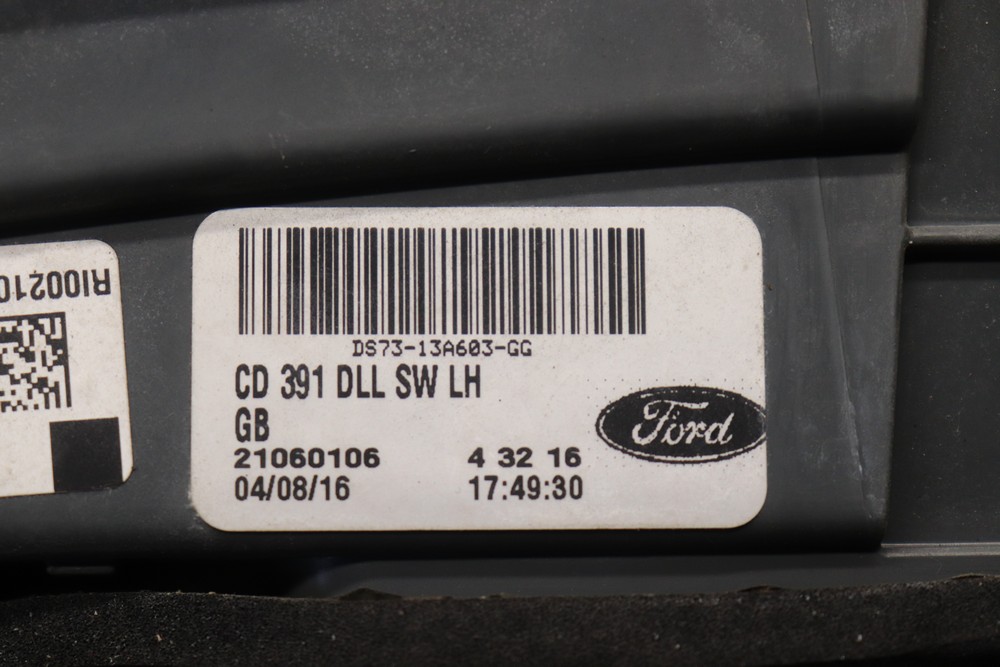 RI00210
DS73-13A603-GG
CD 391 DLL SW LH
GB
21060106 4 32 16
04/08/16 17:49:30
Ford